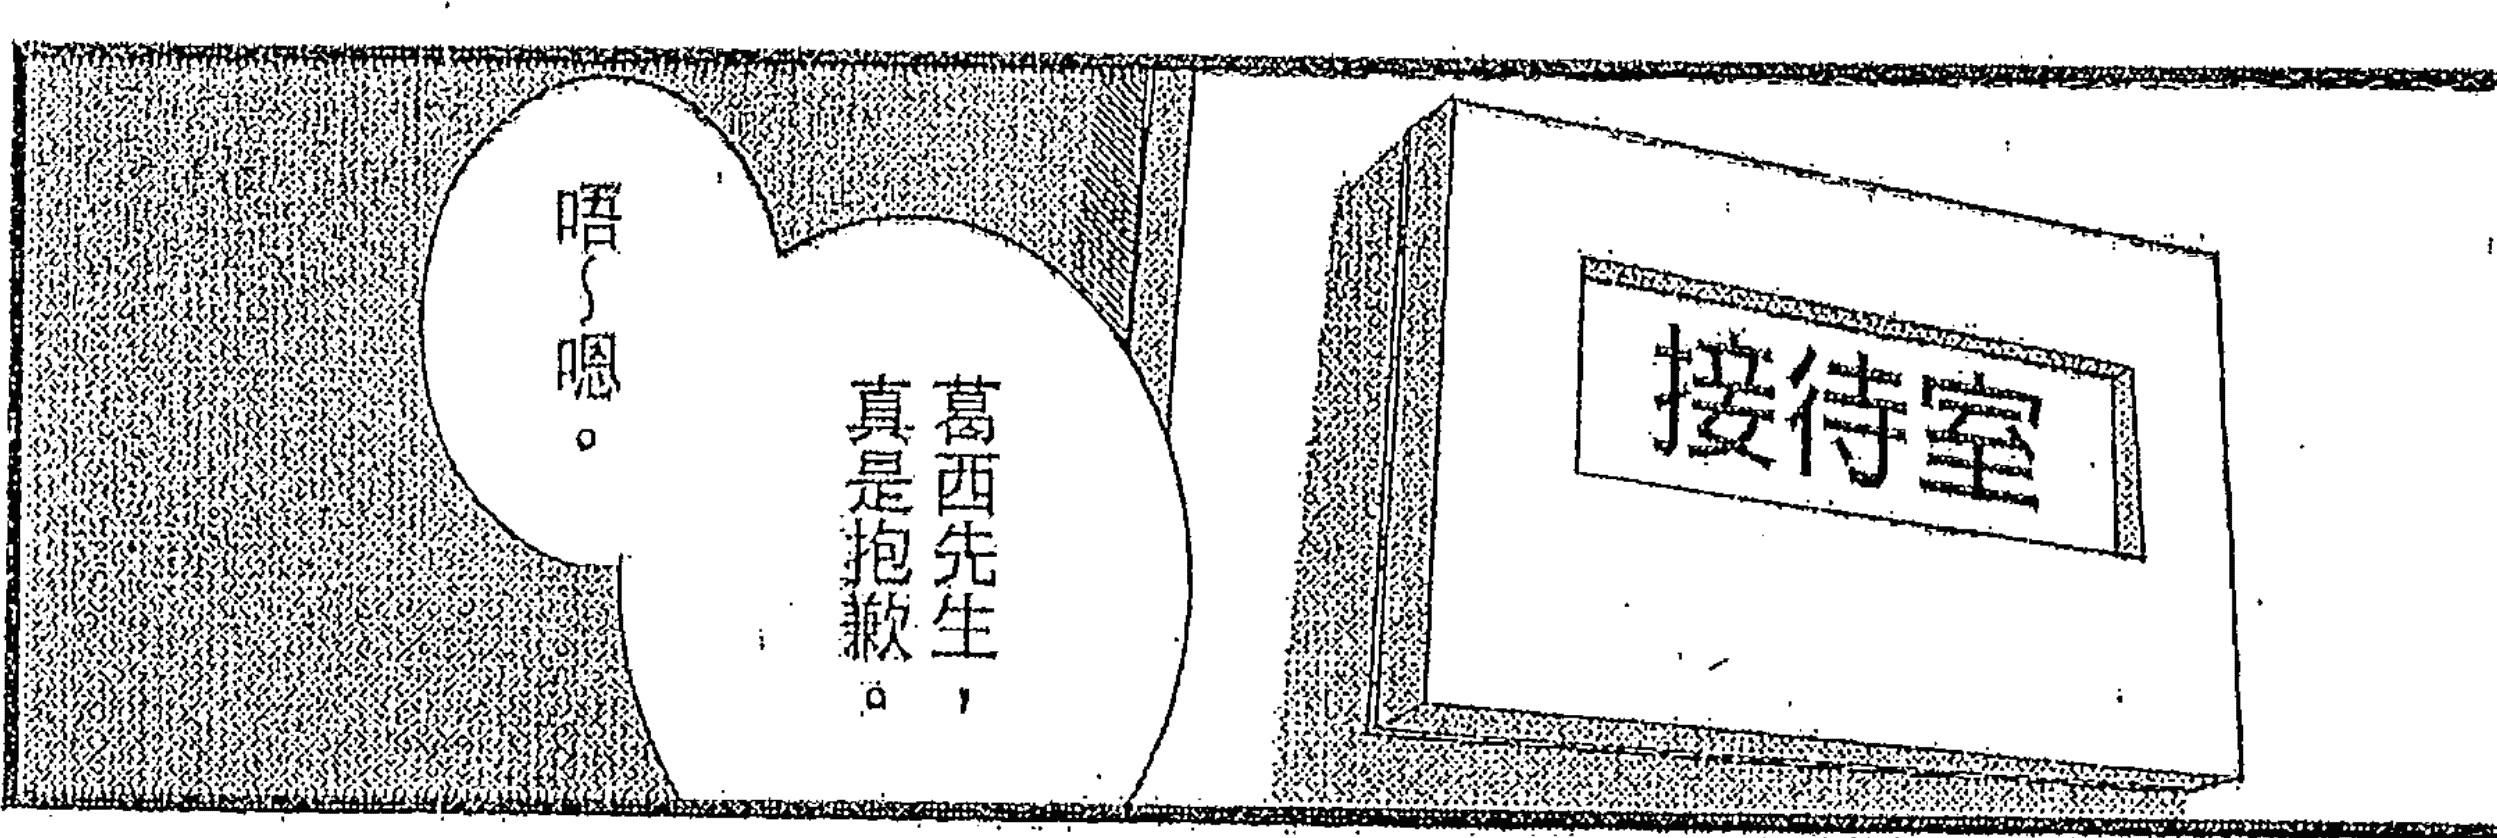 接待室
葛西先生，
真是抱歉。
唔～嗯。